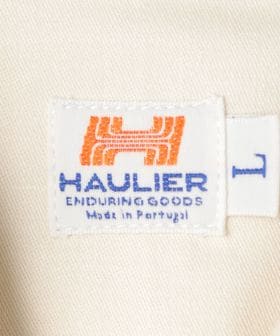 HAULIER
ENDURING GOODS
Made in Portugal
L